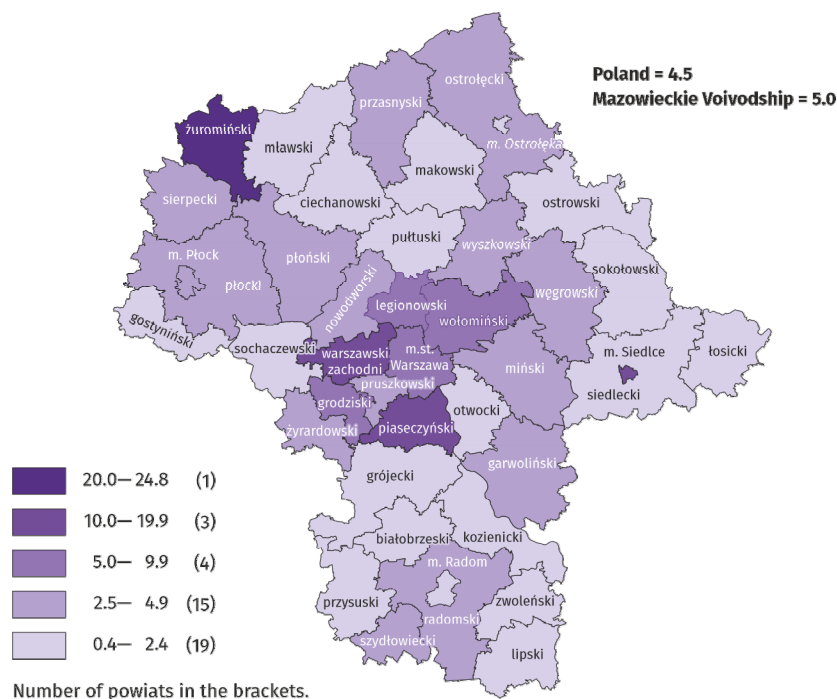 ostrołęcki
Poland = 4.5
Mazowieckie Voivodship = 5.0
przasnyski
żuromiński
mławski
m. Ostrołęka
makowski
sierpecki
ciechanowski
ostrowski
pułtuski
wyszkowski
m. Płock
płoński
sokołowski
płocki
nowodworski
węgrowski
legionowski
gostyniński
wołomiński
sochaczewski
m.st.
Warszawa
warszawski
zachodni
m. Siedlce
łosicki
miński
pruszkowski
siedlecki
grodziski
otwocki
żyrardowski
piaseczyński
garwoliński
grójecki
20.0— 24.8 (1)
10.0— 19.9 (3)
5.0— 9.9 (4)
2.5— 4.9 (15)
0.4— 2.4 (19)
białobrzeski
kozienicki
m. Radom
przysuski
zwoleński
radomski
szydłowiecki
lipski
Number of powiats in the brackets.